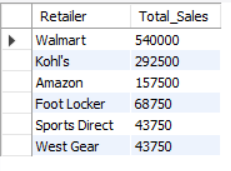 Retailer Total_Sales
Walmart 540000
Kohl's 292500
Amazon 157500
Foot Locker 68750
Sports Direct 43750
West Gear 43750